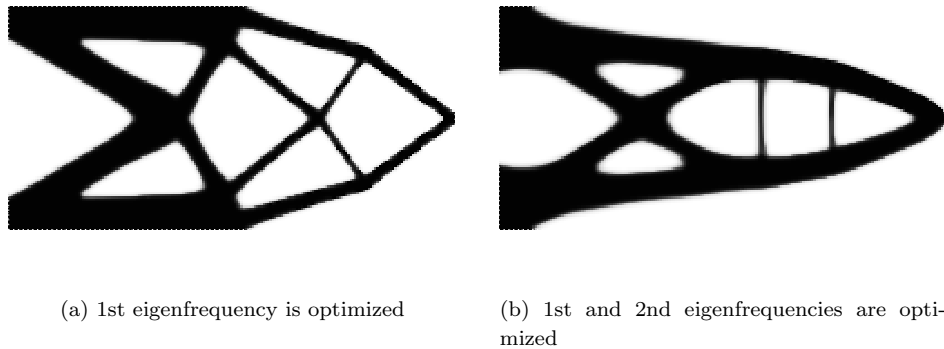 (a) 1st eigenfrequency is optimized
(b) 1st and 2nd eigenfrequencies are opti-
mized